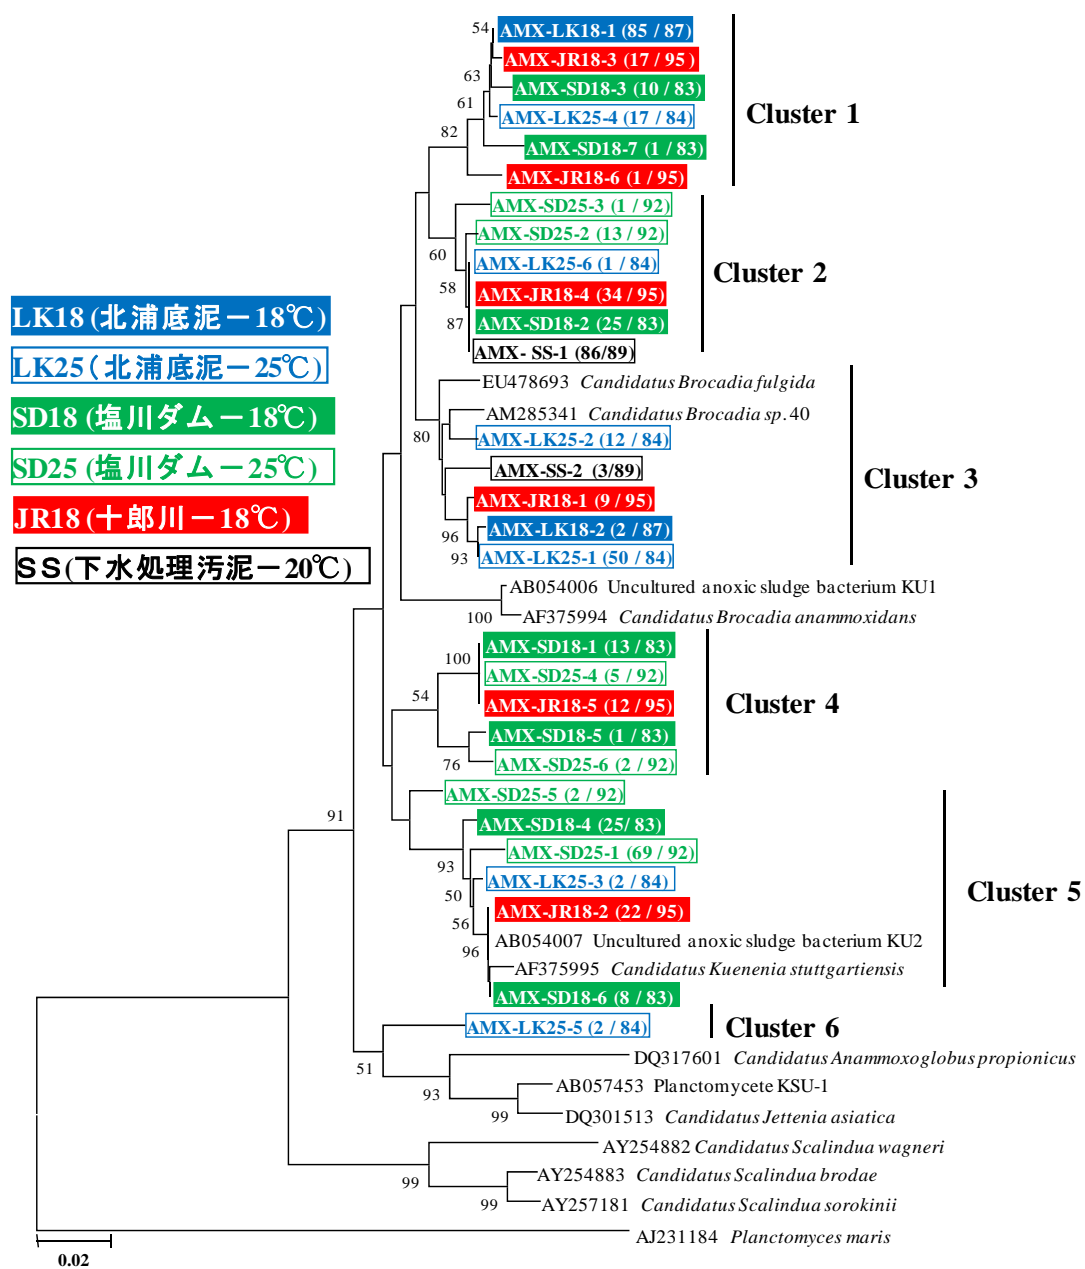 54
AMX-LK18-1 (85 / 87)
AMX-JR18-3 (17 / 95 )
63
AMX-SD18-3 (10 / 83)
61
AMX-LK25-4 (17 / 84)
Cluster 1
82
AMX-SD18-7 (1 / 83)
AMX-JR18-6 (1 / 95)
AMX-SD25-3 (1 / 92)
AMX-SD25-2 (13 / 92)
60
AMX-LK25-6 (1 / 84)
Cluster 2
58
AMX-JR18-4 (34 / 95)
87
AMX-SD18-2 (25 / 83)
AMX- SS-1 (86/89)
LK18 (北浦底泥－18℃)
LK25 (北浦底泥－25℃)
SD18 (塩川ダム－18℃)
SD25 (塩川ダム－25℃)
JR18 (十郎川－18℃)
SS(下水処理汚泥－20℃)
EU478693 Candidatus Brocadia fulgida
AM285341 Candidatus Brocadia sp. 40
80
AMX-LK25-2 (12 / 84)
AMX-SS-2 (3/89)
Cluster 3
AMX-JR18-1 (9 / 95)
AMX-LK18-2 (2 / 87)
96
93
AMX-LK25-1 (50 / 84)
AB054006 Uncultured anoxic sludge bacterium KU1
100
AF375994 Candidatus Brocadia anammoxidans
AMX-SD18-1 (13 / 83)
100
AMX-SD25-4 (5 / 92)
54
AMX-JR18-5 (12 / 95)
Cluster 4
AMX-SD18-5 (1 / 83)
76
AMX-SD25-6 (2 / 92)
AMX-SD25-5 (2 / 92)
91
AMX-SD18-4 (25/ 83)
AMX-SD25-1 (69 / 92)
93
AMX-LK25-3 (2 / 84)
Cluster 5
50
AMX-JR18-2 (22 / 95)
56
AB054007 Uncultured anoxic sludge bacterium KU2
96
AF375995 Candidatus Kuenenia stuttgartiensis
AMX-SD18-6 (8 / 83)
AMX-LK25-5 (2 / 84)
Cluster 6
51
DQ317601 Candidatus Anammoxoglobus propionicus
93
AB057453 Planctomycete KSU-1
99
DQ301513 Candidatus Jettenia asiatica
AY254882 Candidatus Scalindua wagneri
99
AY254883 Candidatus Scalindua brodae
99
AY257181 Candidatus Scalindua sorokinii
AJ231184 Planctomyces maris
0.02